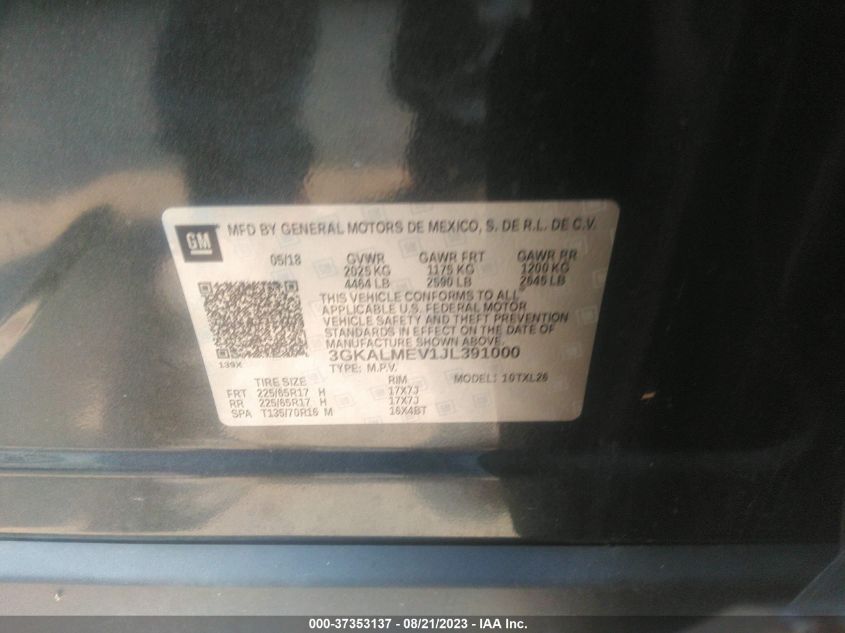 GM
MFD BY GENERAL MOTORS DE MEXICO, S. DE R.L. DE C.V.
05/18 GVWR GAWR FRT GAWR RR
2025 KG 1175 KG 1200 KG
4464 LB 2590 LB 2645 LB
THIS VEHICLE CONFORMS TO ALL
APPLICABLE U.S. FEDERAL MOTOR
VEHICLE SAFETY AND THEFT PREVENTION
STANDARDS IN EFFECT ON THE DATE OF
MANUFACTURE SHOWN ABOVE.
139X
3GKALMEV1JL391000
TYPE: M.P.V. MODEL: 10TXL26
TIRE SIZE RIM
FRT 225/65R17 H 17X7J
RR 225/65R17 H 17X7J
SPA T135/70R16 M 16X4BT
000-37353137 - 08/21/2023 - IAA Inc.